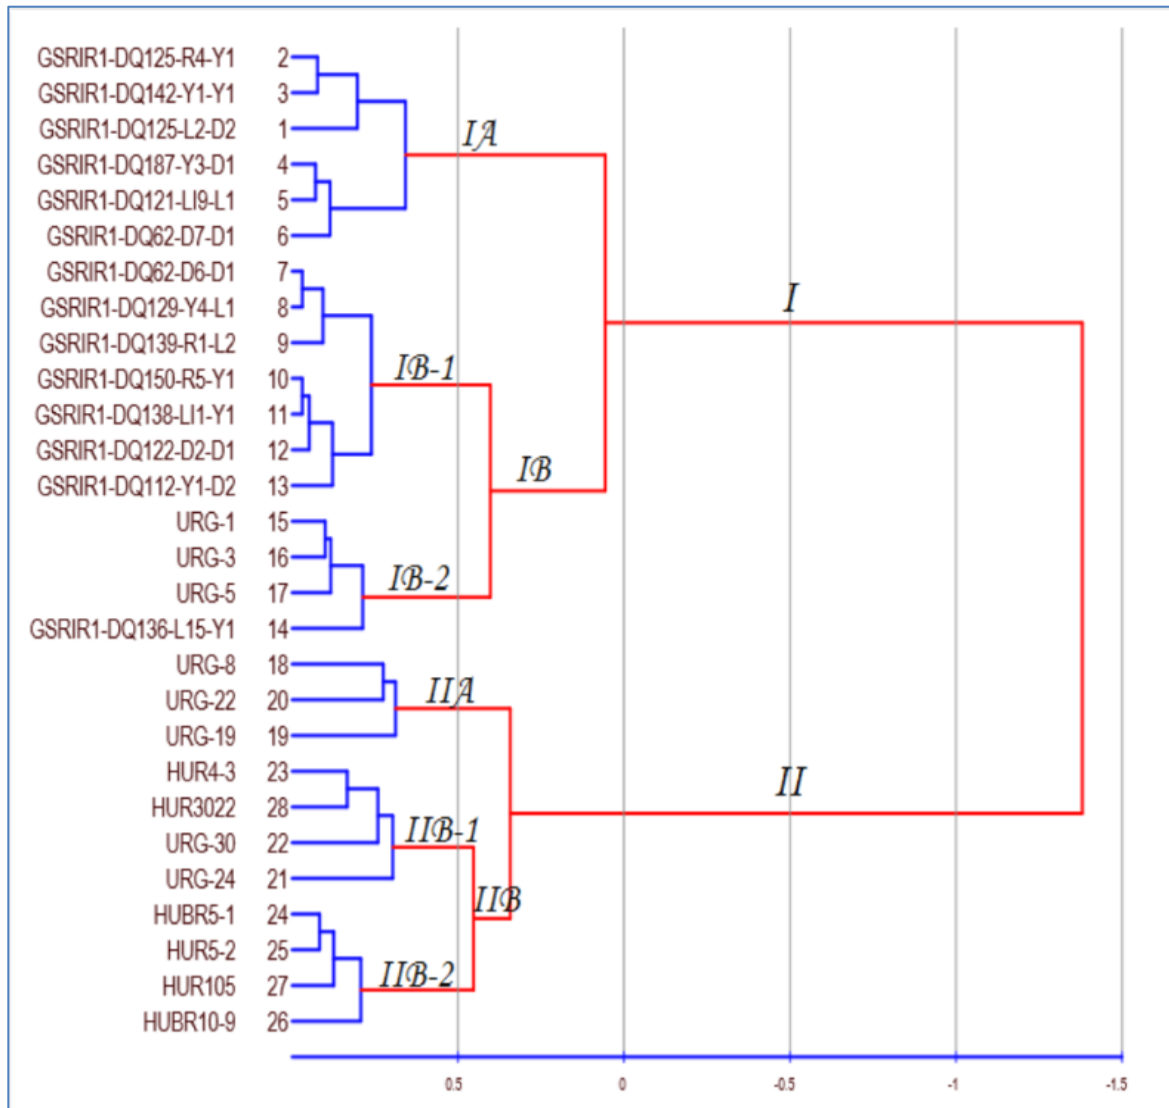 GSRIR1-DQ125-R4-Y1 2
GSRIR1-DQ142-Y1-Y1 3
GSRIR1-DQ125-L2-D2 1
IA
GSRIR1-DQ187-Y3-D1 4
GSRIR1-DQ121-LI9-L1 5
GSRIR1-DQ62-D7-D1 6
GSRIR1-DQ62-D6-D1 7
I
GSRIR1-DQ129-Y4-L1 8
GSRIR1-DQ139-R1-L2 9
IB-1
GSRIR1-DQ150-R5-Y1 10
GSRIR1-DQ138-LI1-Y1 11
GSRIR1-DQ122-D2-D1 12
IB
GSRIR1-DQ112-Y1-D2 13
URG-1 15
URG-3 16
IB-2
URG-5 17
GSRIR1-DQ136-L15-Y1 14
URG-8 18
IIA
URG-22 20
URG-19 19
HUR4-3 23
II
HUR3022 28
IIB-1
URG-30 22
URG-24 21
IIB
HUBR5-1 24
HUR5-2 25
IIB-2
HUR105 27
HUBR10-9 26
0.5 0 -0.5 -1 -1.5